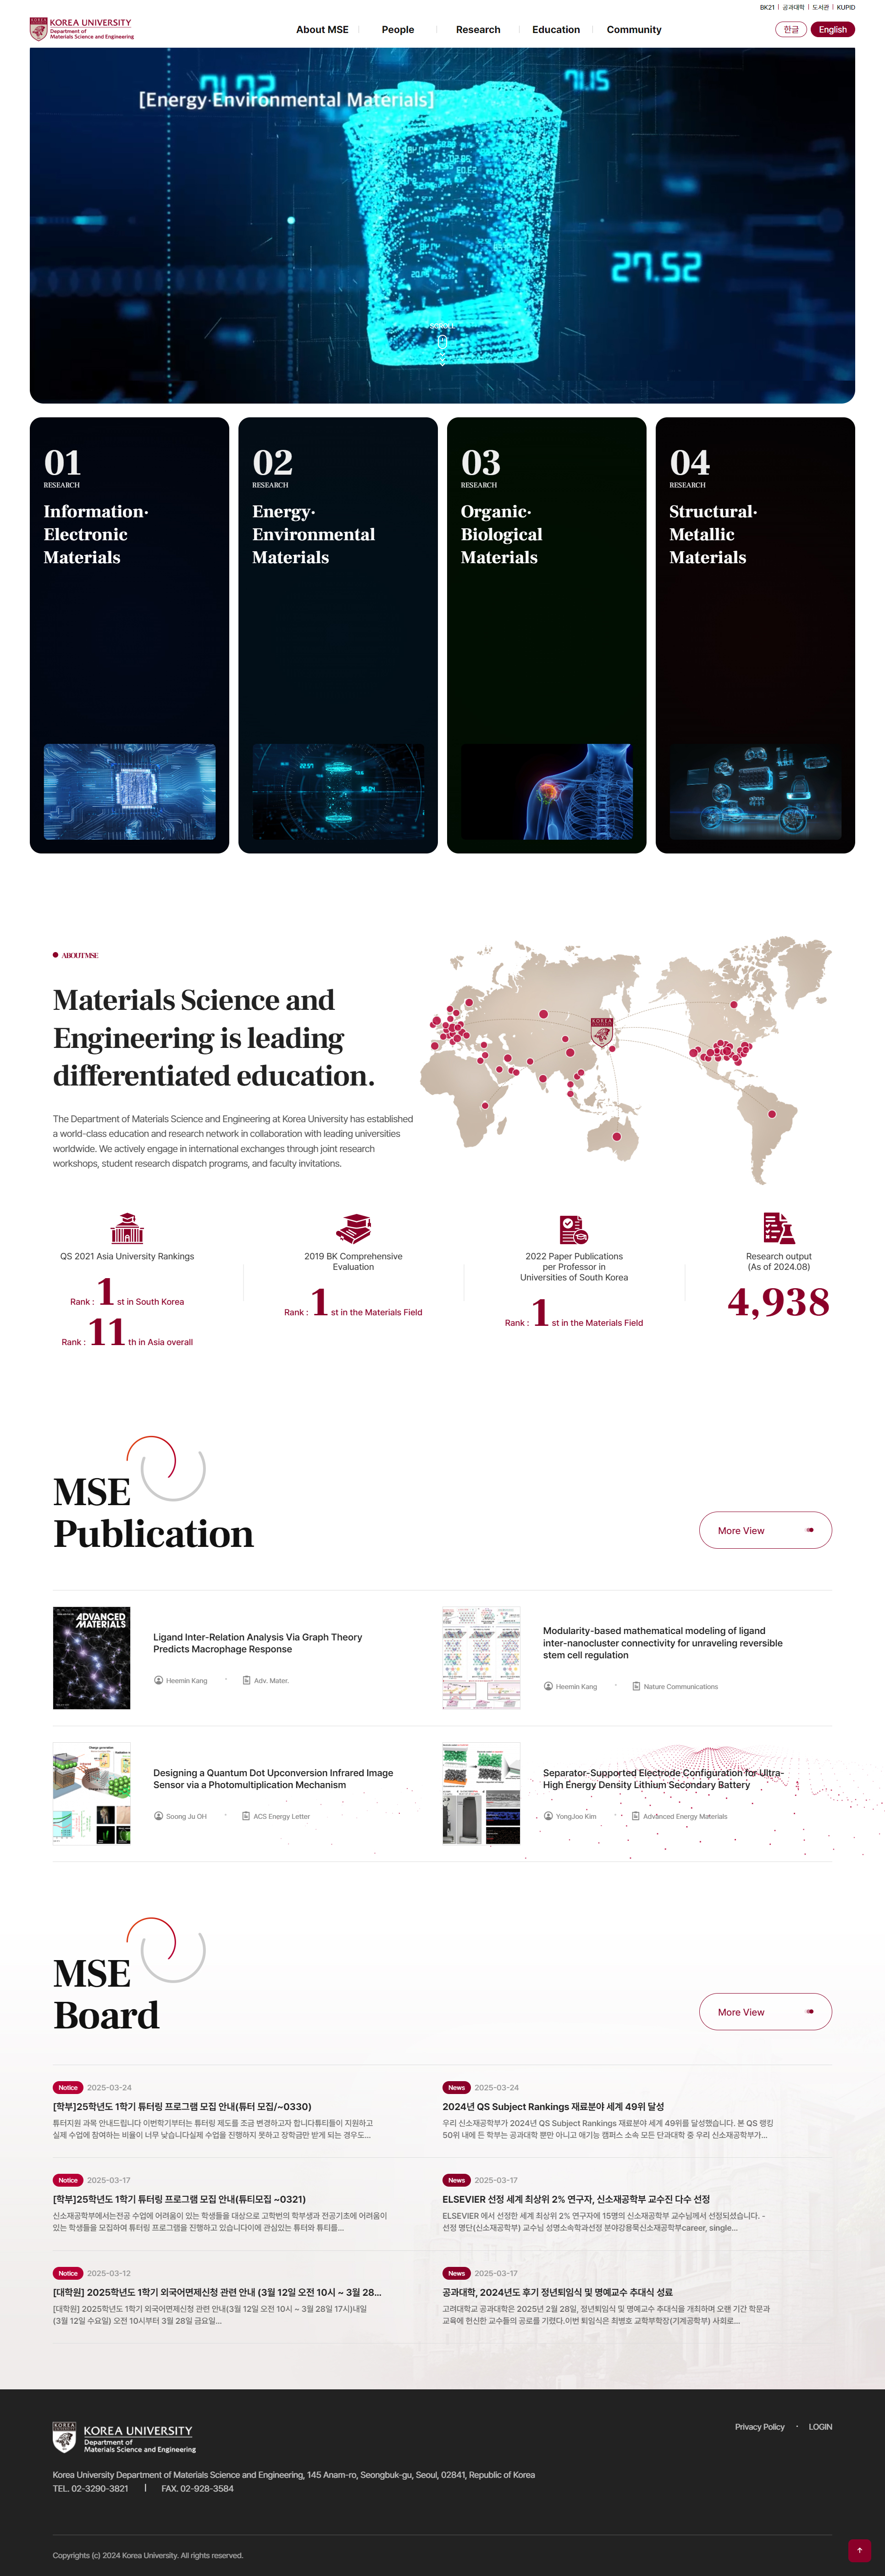 BK21 | 공과대학 | 도서관 | KUPID
KOREA UNIVERSITY
Department of
Materials Science and Engineering
About MSE
People
Research
Education
Community
한글
English
71.02
71.15
[Energy·Environmental Materials]
27.52
SCROLL
01
RESEARCH
Information·
Electronic
Materials
02
RESEARCH
Energy·
Environmental
Materials
03
RESEARCH
Organic·
Biological
Materials
04
RESEARCH
Structural·
Metallic
Materials
ABOUT MSE
Materials Science and
Engineering is leading
differentiated education.
The Department of Materials Science and Engineering at Korea University has established
a world-class education and research network in collaboration with leading universities
worldwide. We actively engage in international exchanges through joint research
workshops, student research dispatch programs, and faculty invitations.
KOREA
QS 2021 Asia University Rankings
Rank : 1 st in South Korea
Rank : 11 th in Asia overall
2019 BK Comprehensive
Evaluation
Rank : 1 st in the Materials Field
2022 Paper Publications
per Professor in
Universities of South Korea
Rank : 1 st in the Materials Field
Research output
(As of 2024.08)
4,938
MSE
Publication
More View
ADVANCED
MATERIALS
Ligand Inter-Relation Analysis Via Graph Theory
Predicts Macrophage Response
Heemin Kang · Adv. Mater.
Modularity-based mathematical modeling of ligand
inter-nanocluster connectivity for unraveling reversible
stem cell regulation
Heemin Kang · Nature Communications
Designing a Quantum Dot Upconversion Infrared Image
Sensor via a Photomultiplication Mechanism
Soong Ju OH · ACS Energy Letter
Separator-Supported Electrode Configuration for Ultra-
High Energy Density Lithium Secondary Battery
YongJoo Kim · Advanced Energy Materials
MSE
Board
More View
Notice 2025-03-24
[학부]25학년도 1학기 튜터링 프로그램 모집 안내(튜터 모집/~0330)
튜터지원 과목 안내드립니다 이번학기부터는 튜터링 제도를 조금 변경하고자 합니다튜티들이 지원하고
실제 수업에 참여하는 비율이 너무 낮습니다실제 수업을 진행하지 못하고 장학금만 받게 되는 경우도...
News 2025-03-24
2024년 QS Subject Rankings 재료분야 세계 49위 달성
우리 신소재공학부가 2024년 QS Subject Rankings 재료분야 세계 49위를 달성했습니다. 본 QS 랭킹
50위 내에 든 학부는 공과대학 뿐만 아니고 애기능 캠퍼스 소속 모든 단과대학 중 우리 신소재공학부가...
Notice 2025-03-17
[학부]25학년도 1학기 튜터링 프로그램 모집 안내(튜티모집 ~0321)
신소재공학부에서는전공 수업에 어려움이 있는 학생들을 대상으로 고학번의 학부생과 전공기초에 어려움이
있는 학생들을 모집하여 튜터링 프로그램을 진행하고 있습니다이에 관심있는 튜터와 튜티를...
News 2025-03-17
ELSEVIER 선정 세계 최상위 2% 연구자, 신소재공학부 교수진 다수 선정
ELSEVIER 에서 선정한 세계 최상위 2% 연구자에 15명의 신소재공학부 교수님께서 선정되셨습니다. -
선정 명단(신소재공학부) 교수님 성명소속학과선정 분야강용묵신소재공학부career, single...
Notice 2025-03-12
[대학원] 2025학년도 1학기 외국어면제신청 관련 안내 (3월 12일 오전 10시 ~ 3월 28...
[대학원] 2025학년도 1학기 외국어면제신청 관련 안내(3월 12일 오전 10시 ~ 3월 28일 17시)내일
(3월 12일 수요일) 오전 10시부터 3월 28일 금요일...
News 2025-03-17
공과대학, 2024년도 후기 정년퇴임식 및 명예교수 추대식 성료
고려대학교 공과대학은 2025년 2월 28일, 정년퇴임식 및 명예교수 추대식을 개최하며 오랜 기간 학문과
교육에 헌신한 교수들의 공로를 기렸다.이번 퇴임식은 최병호 교학부학장(기계공학부) 사회로...
KOREA UNIVERSITY
Department of
Materials Science and Engineering
Privacy Policy · LOGIN
Korea University Department of Materials Science and Engineering, 145 Anam-ro, Seongbuk-gu, Seoul, 02841, Republic of Korea
TEL. 02-3290-3821 | FAX. 02-928-3584
Copyrights (c) 2024 Korea University. All rights reserved.